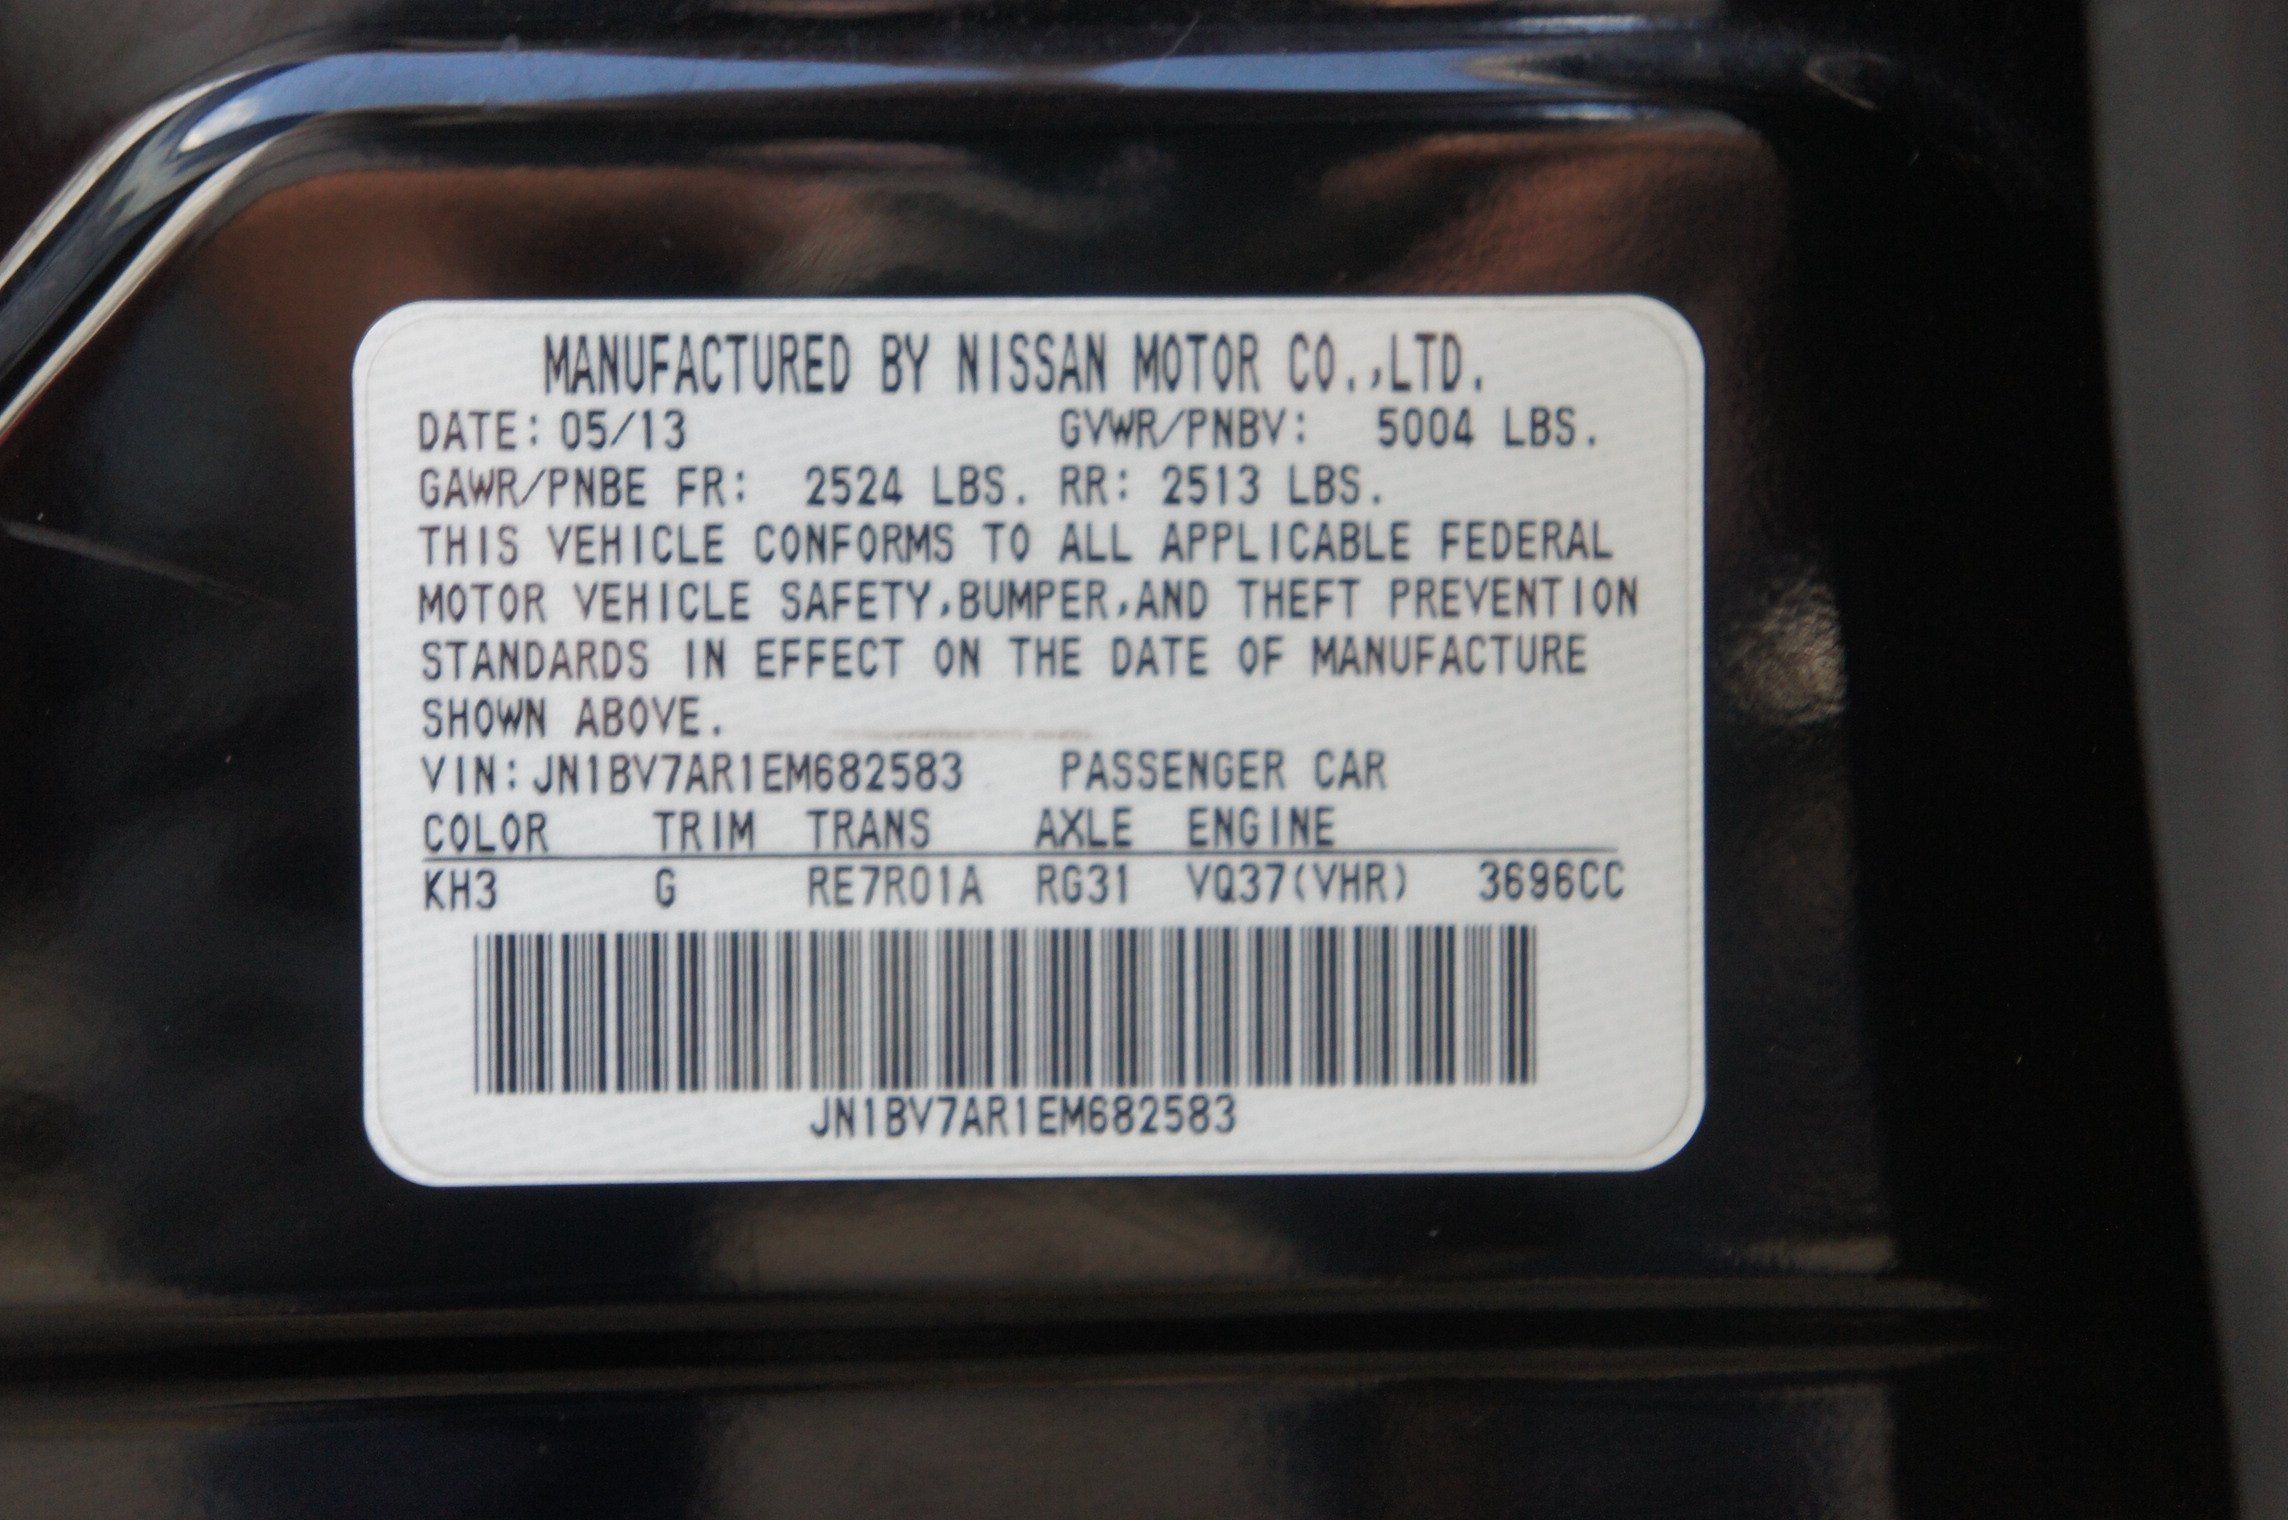 MANUFACTURED BY NISSAN MOTOR CO.,LTD.
DATE: 05/13 GVWR/PNBV: 5004 LBS.
GAWR/PNBE FR: 2524 LBS. RR: 2513 LBS.
THIS VEHICLE CONFORMS TO ALL APPLICABLE FEDERAL
MOTOR VEHICLE SAFETY,BUMPER,AND THEFT PREVENTION
STANDARDS IN EFFECT ON THE DATE OF MANUFACTURE
SHOWN ABOVE.
VIN:JN1BV7AR1EM682583 PASSENGER CAR
COLOR TRIM TRANS AXLE ENGINE
KH3 G RE7R01A RG31 VQ37(VHR) 3696CC
JN1BV7AR1EM682583